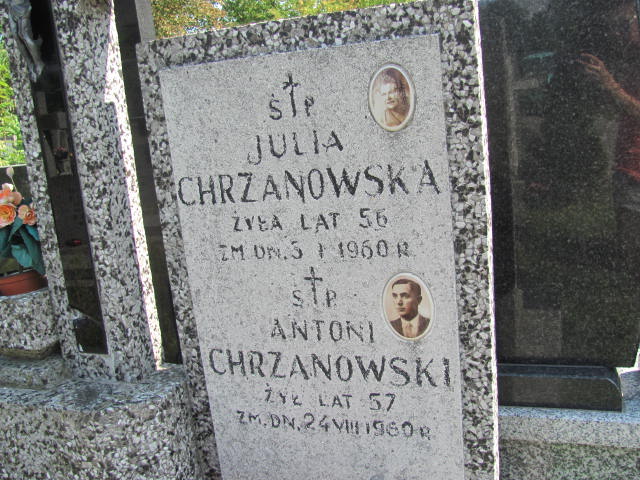 Ś†P
JULIA
CHRZANOWSKA
ŻYŁA LAT 56
ZM. DN. 5 I 1960 R.
Ś†P.
ANTONI
CHRZANOWSKI
ŻYŁ LAT 57
ZM. DN. 24 VIII 1960 R.